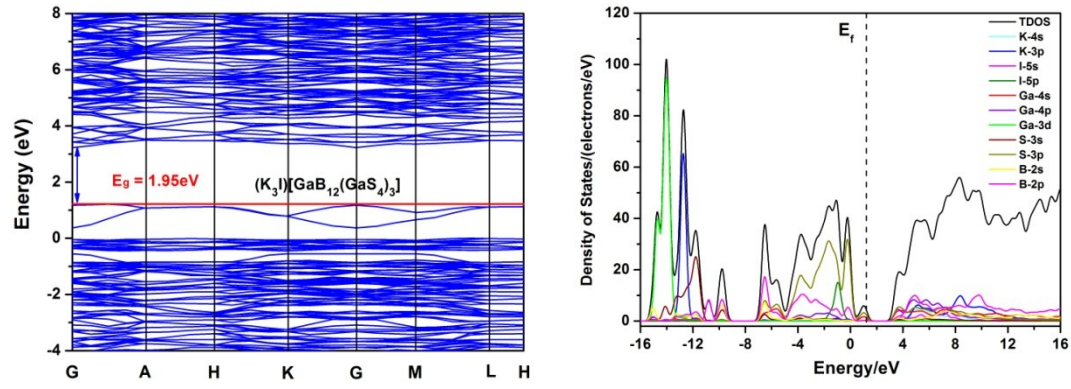 8
6
4
2
0
-2
-4
Energy (eV)
E_g = 1.95eV
(K₃I)[GaB₁₂(GaS₄)₃]
G A H K G M L H
120
100
80
60
40
20
0
Density of States/(electrons/eV)
E_f
TDOS
K-4s
K-3p
I-5s
I-5p
Ga-4s
Ga-4p
Ga-3d
S-3s
S-3p
B-2s
B-2p
-16 -12 -8 -4 0 4 8 12 16
Energy/eV